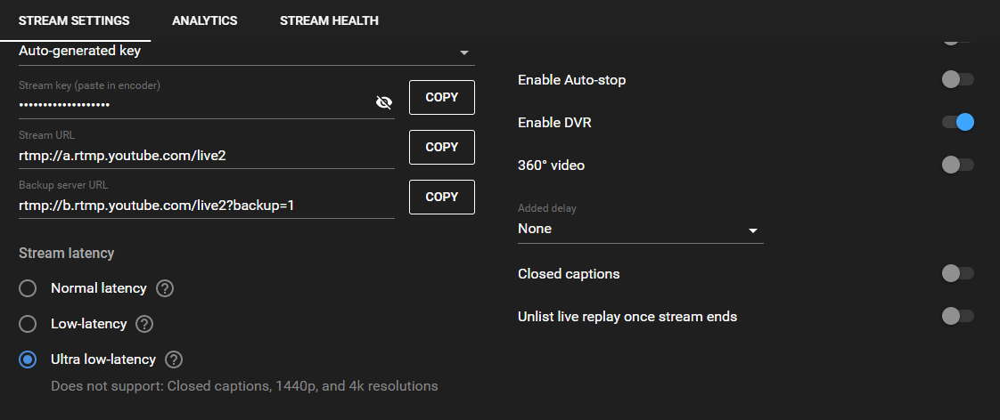 STREAM SETTINGS
ANALYTICS
STREAM HEALTH
Auto-generated key
Stream key (paste in encoder)
•••••••••••••••••••
COPY
Stream URL
rtmp://a.rtmp.youtube.com/live2
COPY
Backup server URL
rtmp://b.rtmp.youtube.com/live2?backup=1
COPY
Stream latency
Normal latency
Low-latency
Ultra low-latency
Does not support: Closed captions, 1440p, and 4k resolutions
Enable Auto-stop
Enable DVR
360° video
Added delay
None
Closed captions
Unlist live replay once stream ends